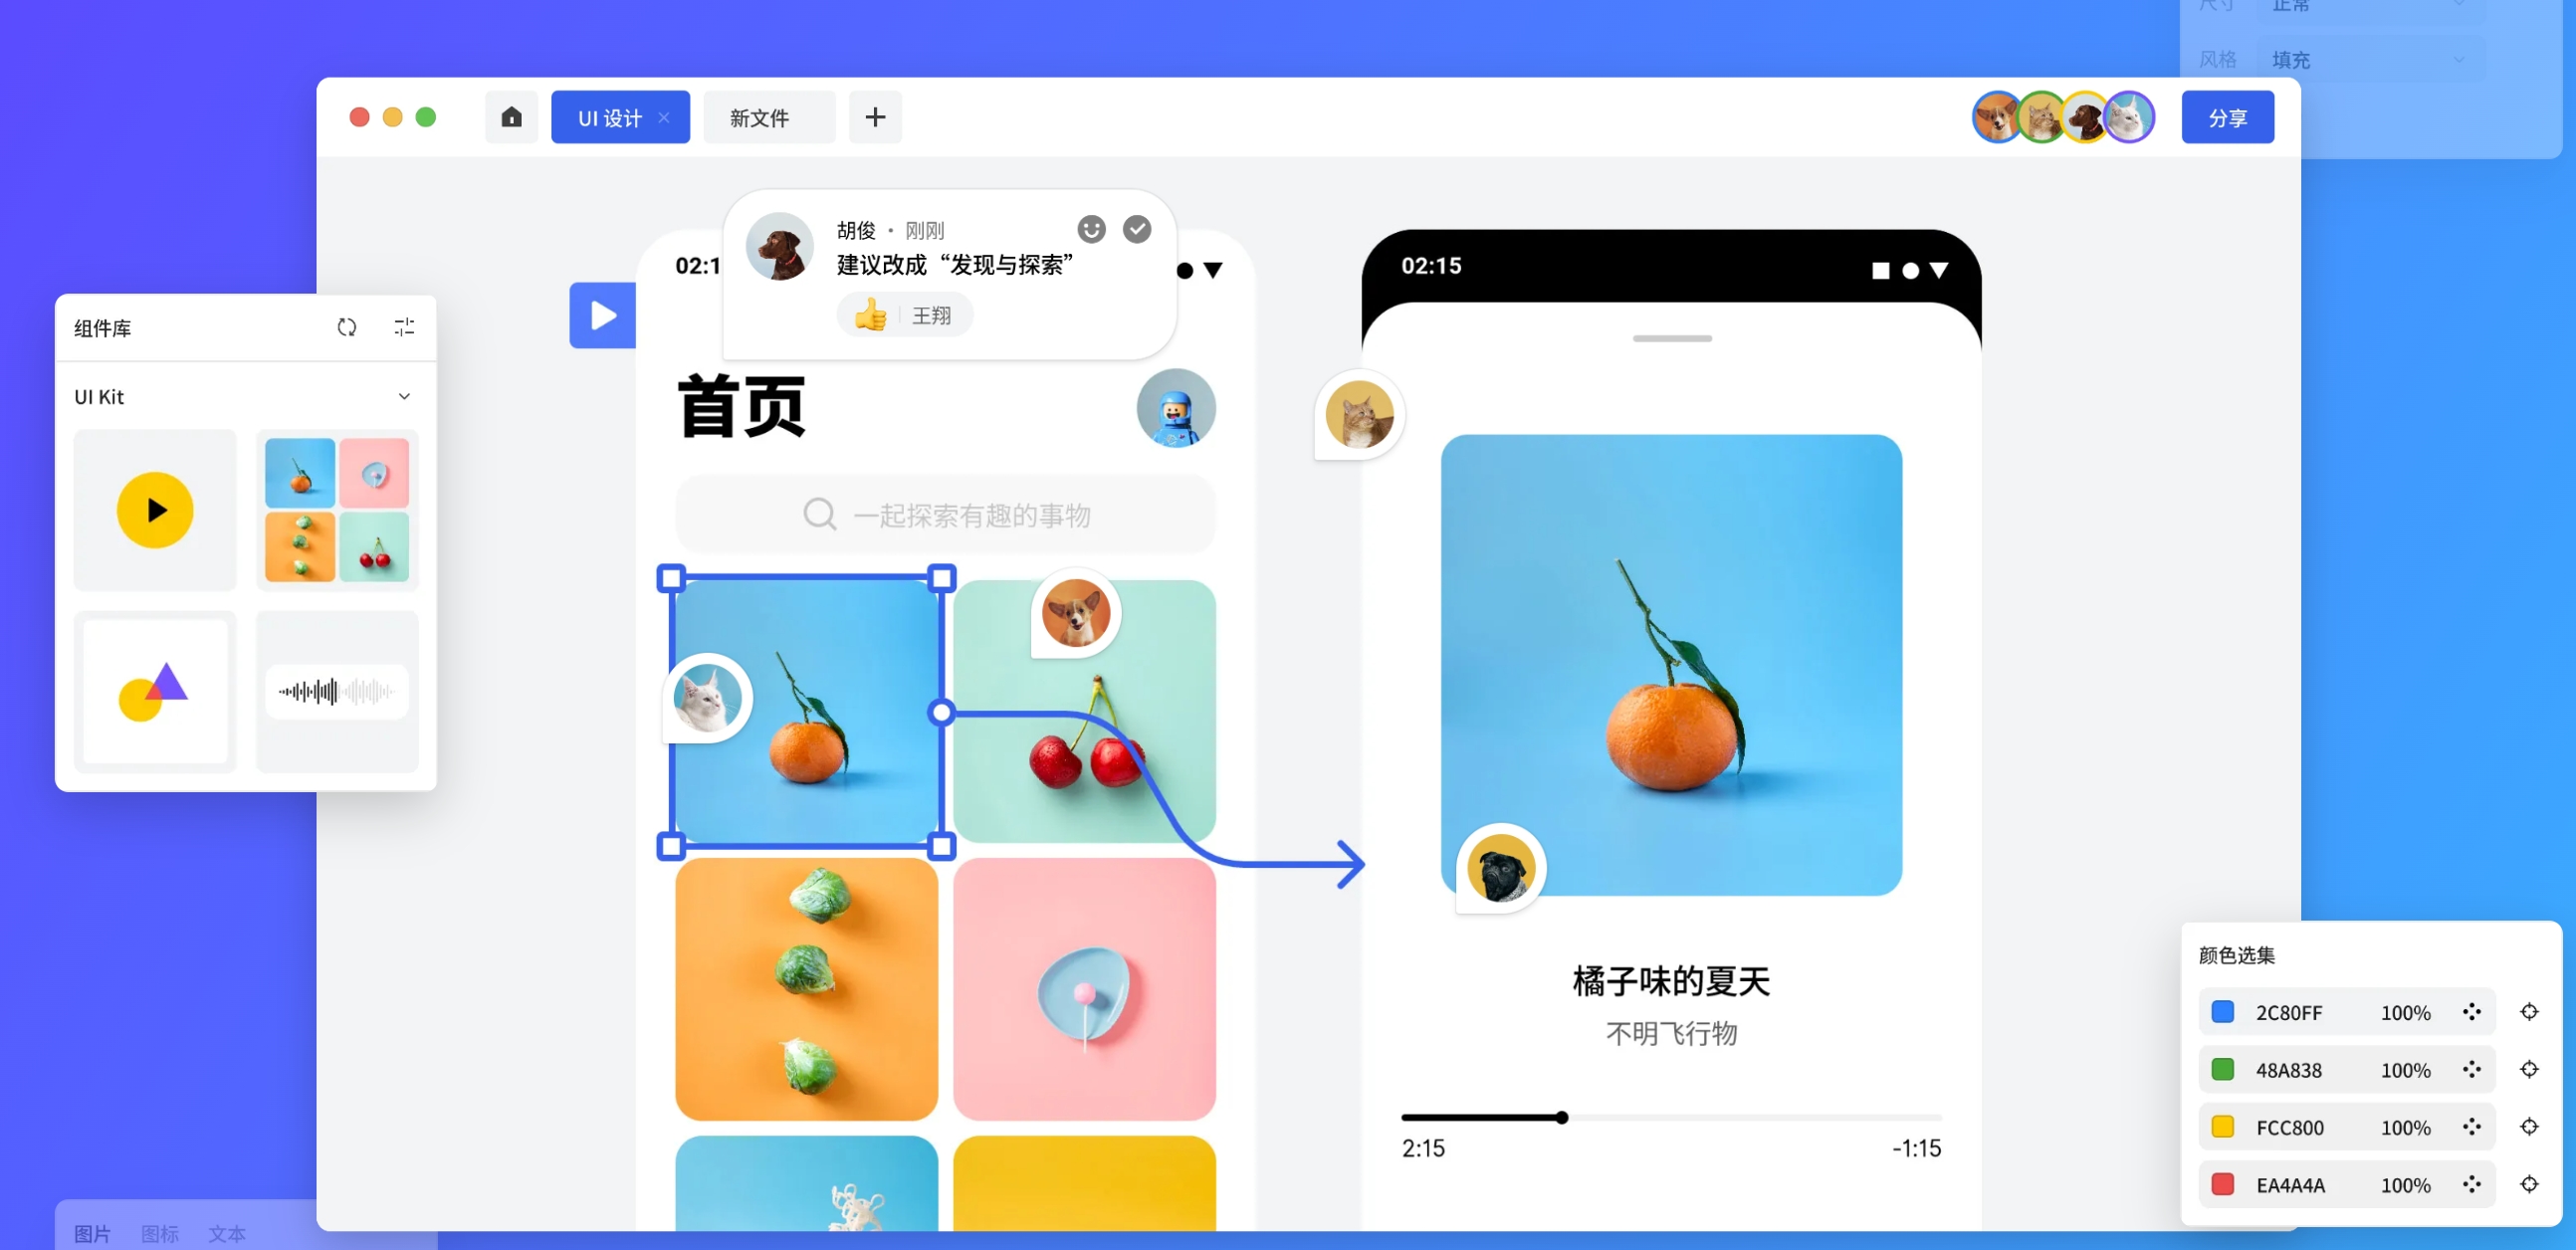 尺寸 正常
风格 填充
UI 设计
新文件
分享
胡俊 · 刚刚
建议改成“发现与探索”
王翔
02:1
首页
一起探索有趣的事物
组件库
UI Kit
02:15
橘子味的夏天
不明飞行物
2:15
-1:15
颜色选集
2C80FF 100%
48A838 100%
FCC800 100%
EA4A4A 100%
图片 图标 文本